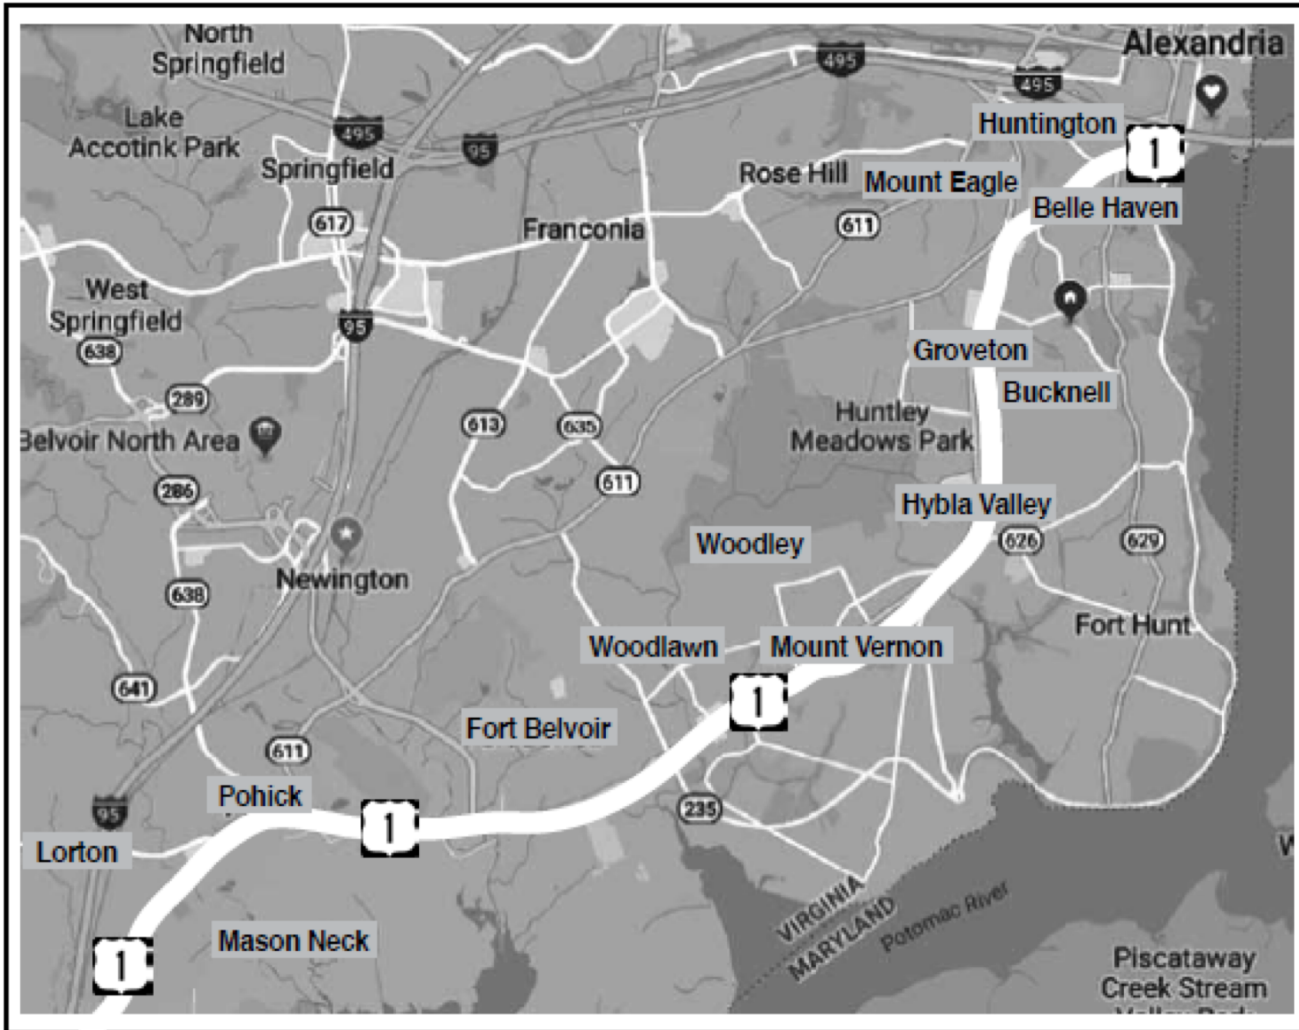 North
Springfield
Alexandria
495
495
Lake
Accotink Park
495
95
Huntington
1
Springfield
Rose Hill
Mount Eagle
Belle Haven
617
Franconia
611
West
Springfield
95
638
Groveton
289
Bucknell
Huntley
Meadows Park
Belvoir North Area
613
635
611
286
Hybla Valley
Woodley
626
629
Newington
638
Fort Hunt
Woodlawn
Mount Vernon
641
1
Fort Belvoir
611
Pohick
235
95
1
Lorton
W
VIRGINIA
MARYLAND
Potomac River
Mason Neck
1
Piscataway
Creek Stream
Valley Park